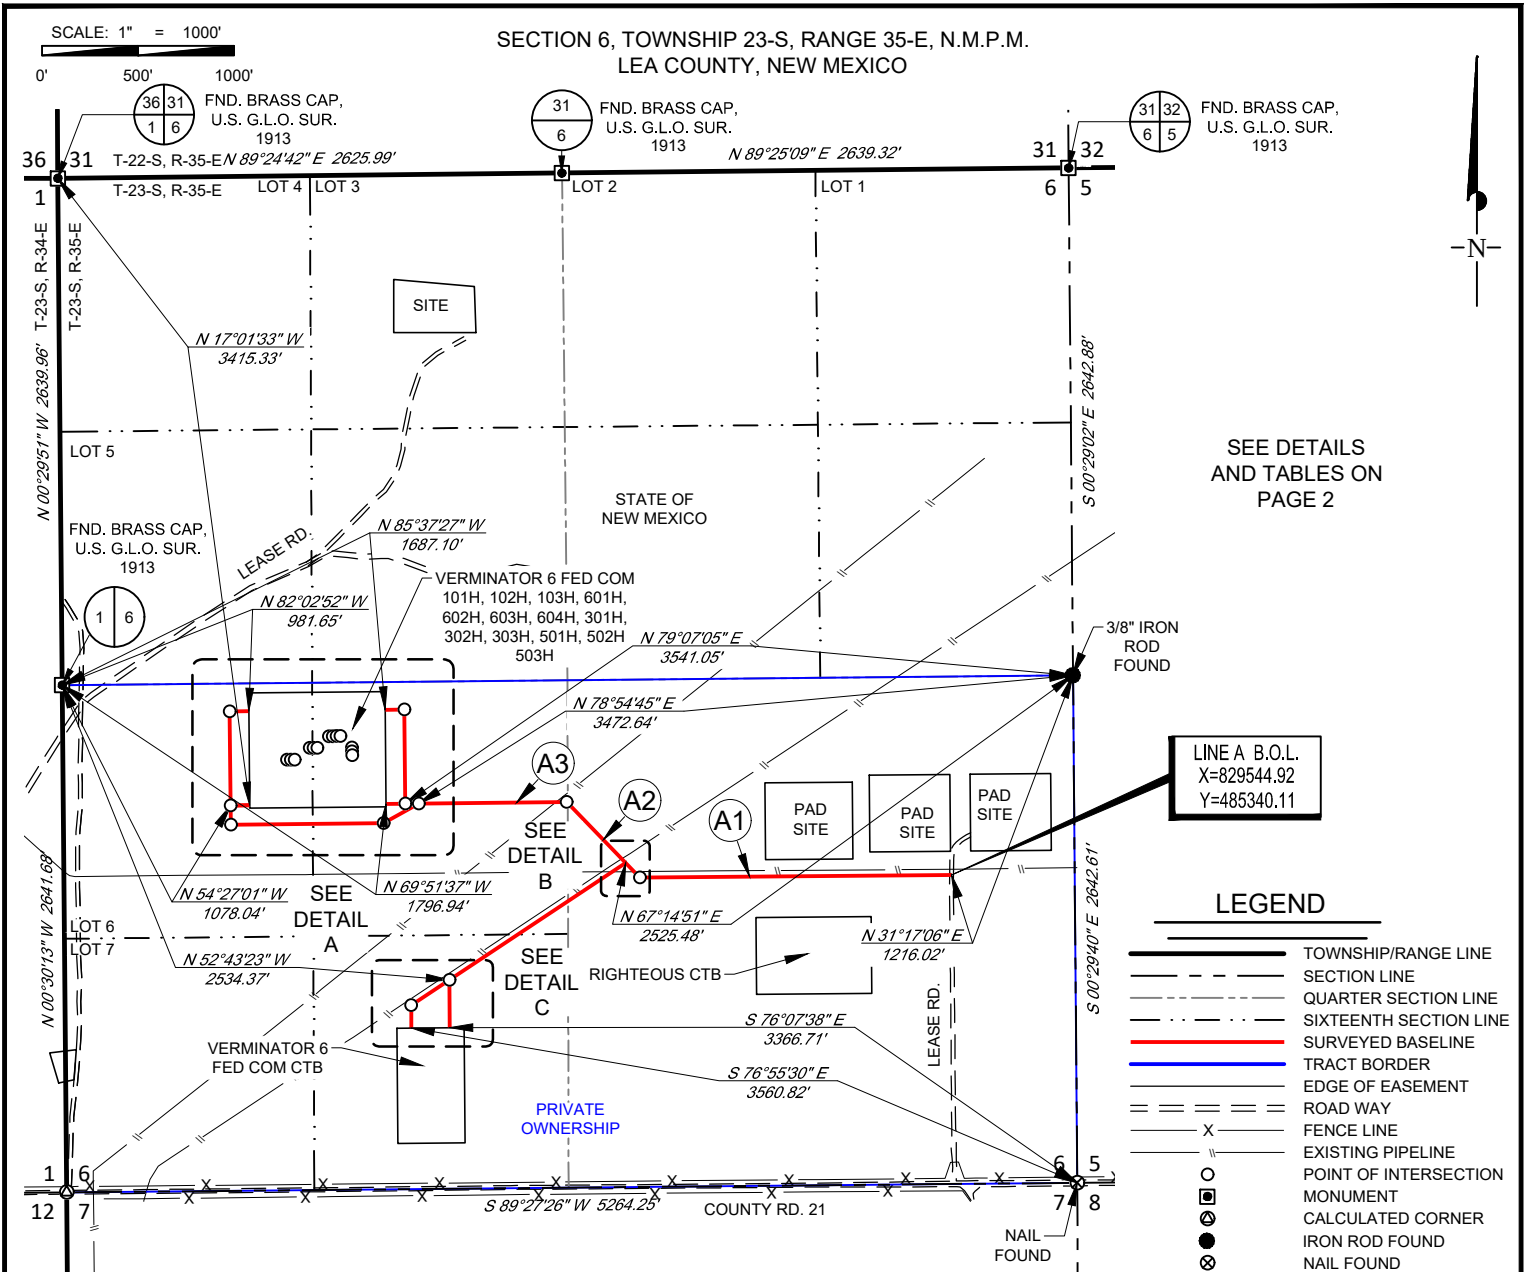 SCALE: 1" = 1000'
0' 500' 1000'
SECTION 6, TOWNSHIP 23-S, RANGE 35-E, N.M.P.M.
LEA COUNTY, NEW MEXICO
36 31
1 6
FND. BRASS CAP,
U.S. G.L.O. SUR.
1913
31
6
FND. BRASS CAP,
U.S. G.L.O. SUR.
1913
31 32
6 5
FND. BRASS CAP,
U.S. G.L.O. SUR.
1913
36 31
1
T-22-S, R-35-E
T-23-S, R-35-E
N 89°24'42" E 2625.99'
N 89°25'09" E 2639.32'
31 32
6 5
LOT 4 LOT 3
LOT 2
LOT 1
T-23-S, R-34-E
T-23-S, R-35-E
N
SITE
N 17°01'33" W
3415.33'
N 00°29'51" W 2639.96'
S 00°29'02" E 2642.88'
LOT 5
SEE DETAILS
AND TABLES ON
PAGE 2
STATE OF
NEW MEXICO
FND. BRASS CAP,
U.S. G.L.O. SUR.
1913
1 6
LEASE RD.
N 85°37'27" W
1687.10'
N 82°02'52" W
981.65'
VERMINATOR 6 FED COM
101H, 102H, 103H, 601H,
602H, 603H, 604H, 301H,
302H, 303H, 501H, 502H
503H
N 79°07'05" E
3541.05'
3/8" IRON
ROD
FOUND
N 78°54'45" E
3472.64'
LINE A B.O.L.
X=829544.92
Y=485340.11
A3
A2
A1
PAD
SITE
PAD
SITE
PAD
SITE
SEE
DETAIL
B
N 54°27'01" W
1078.04'
SEE
DETAIL
A
N 69°51'37" W
1796.94'
N 67°14'51" E
2525.48'
N 31°17'06" E
1216.02'
N 00°30'13" W 2641.68'
S 00°29'40" E 2642.61'
LOT 6
LOT 7
N 52°43'23" W
2534.37'
SEE
DETAIL
C
RIGHTEOUS CTB
LEASE RD.
VERMINATOR 6
FED COM CTB
S 76°07'38" E
3366.71'
S 76°55'30" E
3560.82'
PRIVATE
OWNERSHIP
1 6
12 7
X X X X X X X X
X X X X X X X
S 89°27'26" W 5264.25'
COUNTY RD. 21
6 5
7 8
NAIL
FOUND
LEGEND
TOWNSHIP/RANGE LINE
SECTION LINE
QUARTER SECTION LINE
SIXTEENTH SECTION LINE
SURVEYED BASELINE
TRACT BORDER
EDGE OF EASEMENT
ROAD WAY
X FENCE LINE
EXISTING PIPELINE
POINT OF INTERSECTION
MONUMENT
CALCULATED CORNER
IRON ROD FOUND
NAIL FOUND